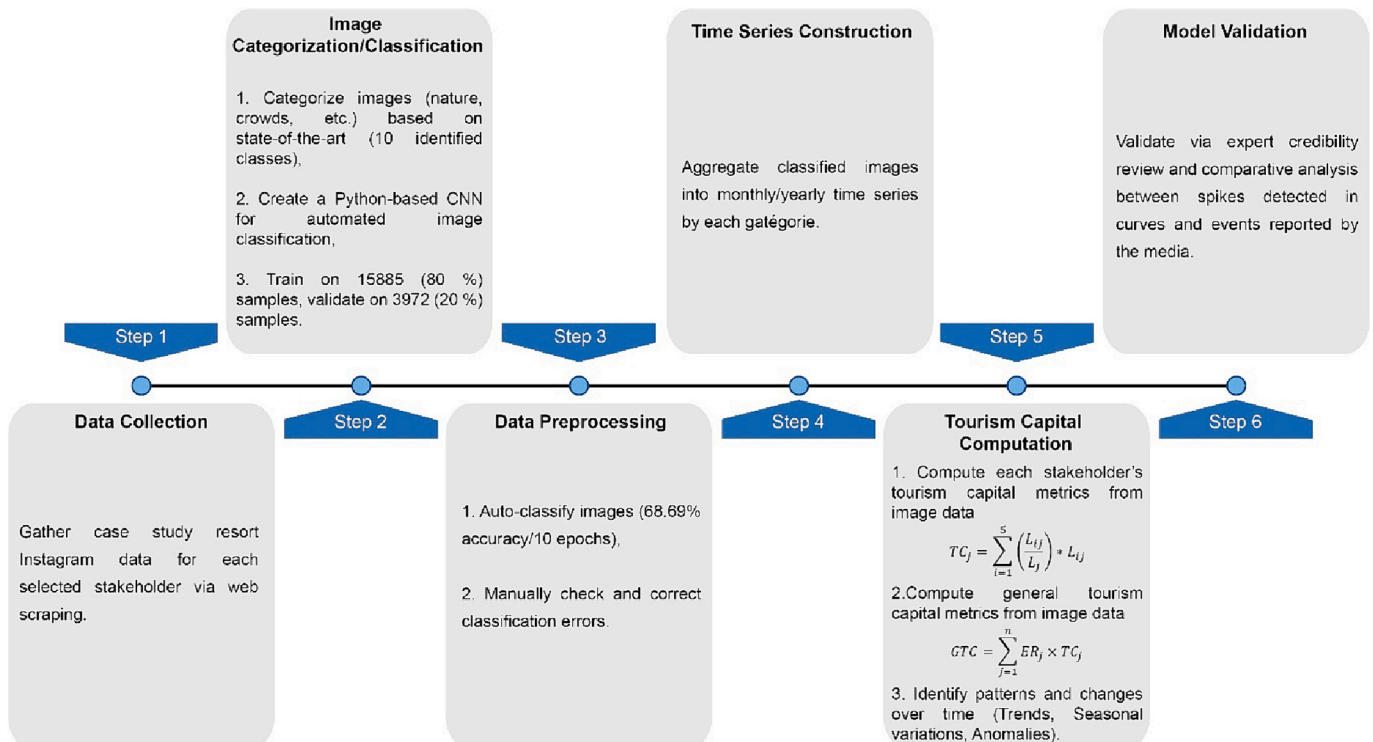 Step 1
Data Collection
Gather case study resort
Instagram data for each
selected stakeholder via web
scraping.
Step 2
Image
Categorization/Classification
1. Categorize images (nature,
crowds, etc.) based on
state-of-the-art (10 identified
classes),
2. Create a Python-based CNN
for automated image
classification,
3. Train on 15885 (80 %)
samples, validate on 3972 (20 %)
samples.
Step 3
Data Preprocessing
1. Auto-classify images (68.69%
accuracy/10 epochs),
2. Manually check and correct
classification errors.
Step 4
Time Series Construction
Aggregate classified images
into monthly/yearly time series
by each gatégorie.
Step 5
Tourism Capital
Computation
1. Compute each stakeholder's
tourism capital metrics from
image data
TC_j = \sum_{i=1}^{5} (L_{ij}/L_j) * L_{ij}
2.Compute general tourism
capital metrics from image data
GTC = \sum_{j=1}^{n} ER_j × TC_j
3. Identify patterns and changes
over time (Trends, Seasonal
variations, Anomalies).
Step 6
Model Validation
Validate via expert credibility
review and comparative analysis
between spikes detected in
curves and events reported by
the media.